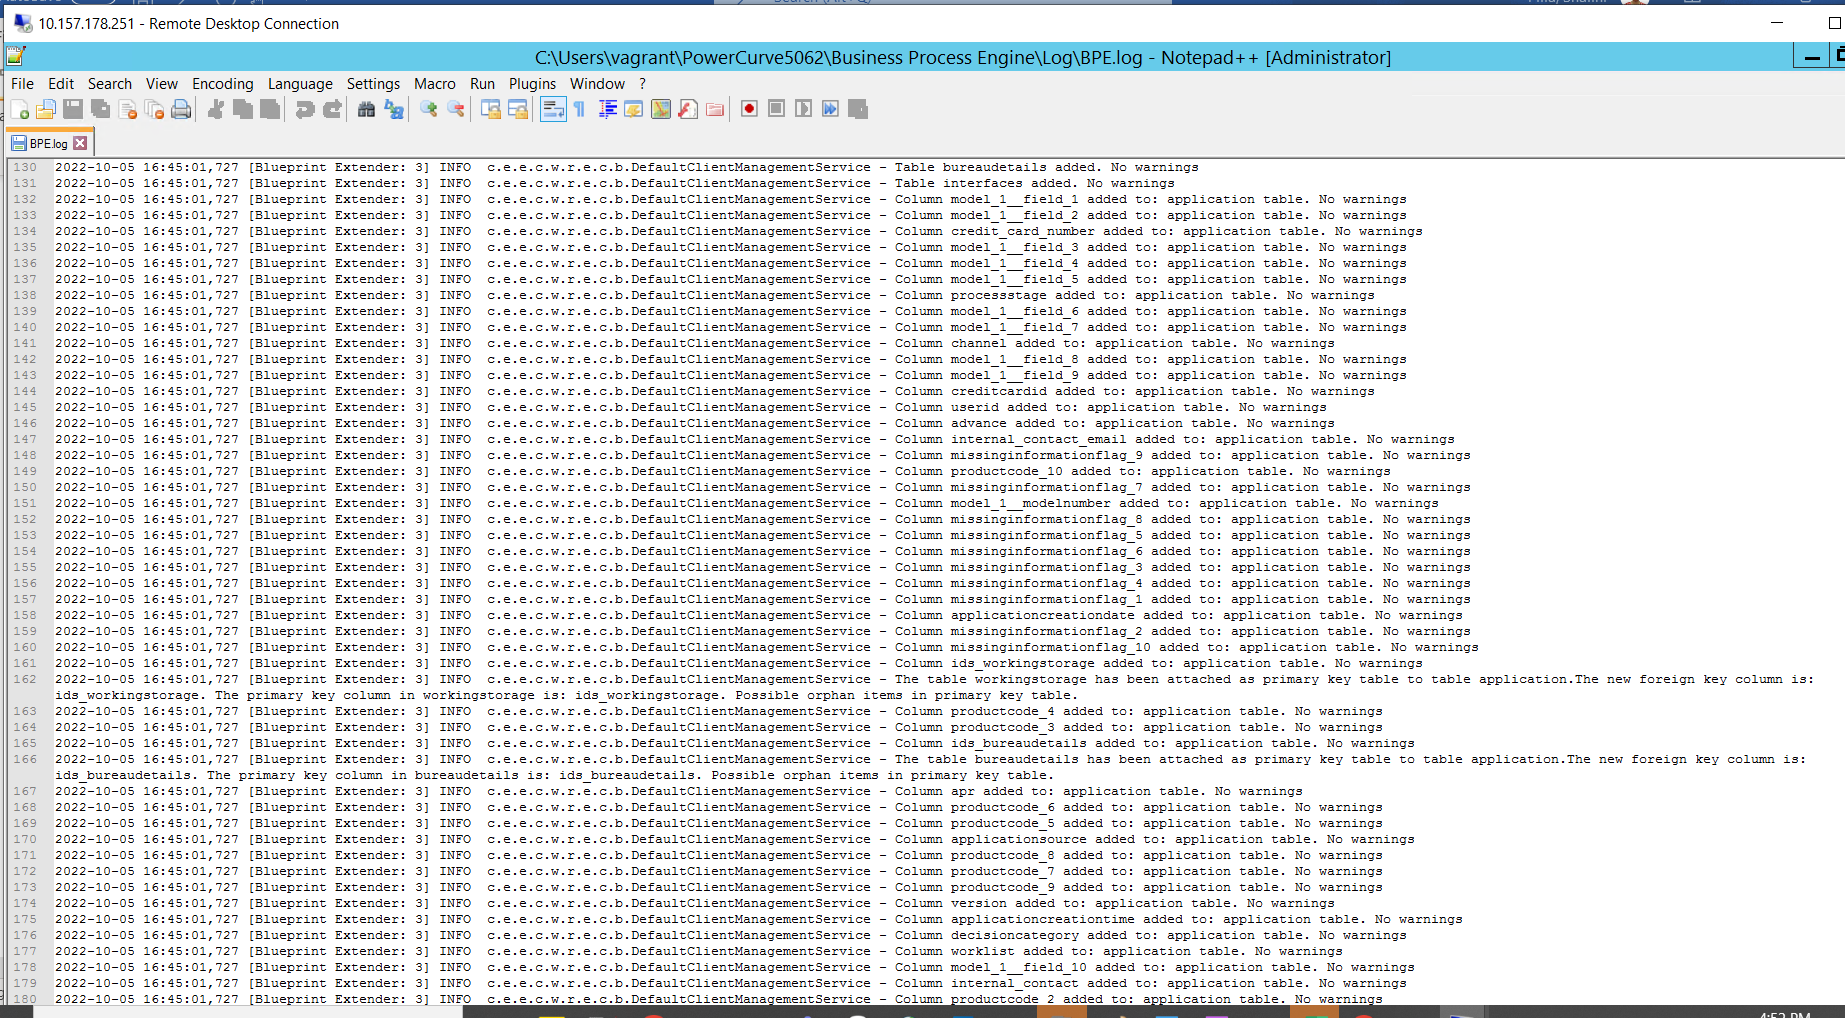 10.157.178.251 - Remote Desktop Connection
C:\Users\vagrant\PowerCurve5062\Business Process Engine\Log\BPE.log - Notepad++ [Administrator]
File Edit Search View Encoding Language Settings Macro Run Plugins Window ?
BPE.log
130 2022-10-05 16:45:01,727 [Blueprint Extender: 3] INFO c.e.e.c.w.r.e.c.b.DefaultClientManagementService - Table bureaudetails added. No warnings
131 2022-10-05 16:45:01,727 [Blueprint Extender: 3] INFO c.e.e.c.w.r.e.c.b.DefaultClientManagementService - Table interfaces added. No warnings
132 2022-10-05 16:45:01,727 [Blueprint Extender: 3] INFO c.e.e.c.w.r.e.c.b.DefaultClientManagementService - Column model_1__field_1 added to: application table. No warnings
133 2022-10-05 16:45:01,727 [Blueprint Extender: 3] INFO c.e.e.c.w.r.e.c.b.DefaultClientManagementService - Column model_1__field_2 added to: application table. No warnings
134 2022-10-05 16:45:01,727 [Blueprint Extender: 3] INFO c.e.e.c.w.r.e.c.b.DefaultClientManagementService - Column credit_card_number added to: application table. No warnings
135 2022-10-05 16:45:01,727 [Blueprint Extender: 3] INFO c.e.e.c.w.r.e.c.b.DefaultClientManagementService - Column model_1__field_3 added to: application table. No warnings
136 2022-10-05 16:45:01,727 [Blueprint Extender: 3] INFO c.e.e.c.w.r.e.c.b.DefaultClientManagementService - Column model_1__field_4 added to: application table. No warnings
137 2022-10-05 16:45:01,727 [Blueprint Extender: 3] INFO c.e.e.c.w.r.e.c.b.DefaultClientManagementService - Column model_1__field_5 added to: application table. No warnings
138 2022-10-05 16:45:01,727 [Blueprint Extender: 3] INFO c.e.e.c.w.r.e.c.b.DefaultClientManagementService - Column processstage added to: application table. No warnings
139 2022-10-05 16:45:01,727 [Blueprint Extender: 3] INFO c.e.e.c.w.r.e.c.b.DefaultClientManagementService - Column model_1__field_6 added to: application table. No warnings
140 2022-10-05 16:45:01,727 [Blueprint Extender: 3] INFO c.e.e.c.w.r.e.c.b.DefaultClientManagementService - Column model_1__field_7 added to: application table. No warnings
141 2022-10-05 16:45:01,727 [Blueprint Extender: 3] INFO c.e.e.c.w.r.e.c.b.DefaultClientManagementService - Column channel added to: application table. No warnings
142 2022-10-05 16:45:01,727 [Blueprint Extender: 3] INFO c.e.e.c.w.r.e.c.b.DefaultClientManagementService - Column model_1__field_8 added to: application table. No warnings
143 2022-10-05 16:45:01,727 [Blueprint Extender: 3] INFO c.e.e.c.w.r.e.c.b.DefaultClientManagementService - Column model_1__field_9 added to: application table. No warnings
144 2022-10-05 16:45:01,727 [Blueprint Extender: 3] INFO c.e.e.c.w.r.e.c.b.DefaultClientManagementService - Column creditcardid added to: application table. No warnings
145 2022-10-05 16:45:01,727 [Blueprint Extender: 3] INFO c.e.e.c.w.r.e.c.b.DefaultClientManagementService - Column userid added to: application table. No warnings
146 2022-10-05 16:45:01,727 [Blueprint Extender: 3] INFO c.e.e.c.w.r.e.c.b.DefaultClientManagementService - Column advance added to: application table. No warnings
147 2022-10-05 16:45:01,727 [Blueprint Extender: 3] INFO c.e.e.c.w.r.e.c.b.DefaultClientManagementService - Column internal_contact_email added to: application table. No warnings
148 2022-10-05 16:45:01,727 [Blueprint Extender: 3] INFO c.e.e.c.w.r.e.c.b.DefaultClientManagementService - Column missinginformationflag_9 added to: application table. No warnings
149 2022-10-05 16:45:01,727 [Blueprint Extender: 3] INFO c.e.e.c.w.r.e.c.b.DefaultClientManagementService - Column productcode_10 added to: application table. No warnings
150 2022-10-05 16:45:01,727 [Blueprint Extender: 3] INFO c.e.e.c.w.r.e.c.b.DefaultClientManagementService - Column missinginformationflag_7 added to: application table. No warnings
151 2022-10-05 16:45:01,727 [Blueprint Extender: 3] INFO c.e.e.c.w.r.e.c.b.DefaultClientManagementService - Column model_1__modelnumber added to: application table. No warnings
152 2022-10-05 16:45:01,727 [Blueprint Extender: 3] INFO c.e.e.c.w.r.e.c.b.DefaultClientManagementService - Column missinginformationflag_8 added to: application table. No warnings
153 2022-10-05 16:45:01,727 [Blueprint Extender: 3] INFO c.e.e.c.w.r.e.c.b.DefaultClientManagementService - Column missinginformationflag_5 added to: application table. No warnings
154 2022-10-05 16:45:01,727 [Blueprint Extender: 3] INFO c.e.e.c.w.r.e.c.b.DefaultClientManagementService - Column missinginformationflag_6 added to: application table. No warnings
155 2022-10-05 16:45:01,727 [Blueprint Extender: 3] INFO c.e.e.c.w.r.e.c.b.DefaultClientManagementService - Column missinginformationflag_3 added to: application table. No warnings
156 2022-10-05 16:45:01,727 [Blueprint Extender: 3] INFO c.e.e.c.w.r.e.c.b.DefaultClientManagementService - Column missinginformationflag_4 added to: application table. No warnings
157 2022-10-05 16:45:01,727 [Blueprint Extender: 3] INFO c.e.e.c.w.r.e.c.b.DefaultClientManagementService - Column missinginformationflag_1 added to: application table. No warnings
158 2022-10-05 16:45:01,727 [Blueprint Extender: 3] INFO c.e.e.c.w.r.e.c.b.DefaultClientManagementService - Column applicationcreationdate added to: application table. No warnings
159 2022-10-05 16:45:01,727 [Blueprint Extender: 3] INFO c.e.e.c.w.r.e.c.b.DefaultClientManagementService - Column missinginformationflag_2 added to: application table. No warnings
160 2022-10-05 16:45:01,727 [Blueprint Extender: 3] INFO c.e.e.c.w.r.e.c.b.DefaultClientManagementService - Column missinginformationflag_10 added to: application table. No warnings
161 2022-10-05 16:45:01,727 [Blueprint Extender: 3] INFO c.e.e.c.w.r.e.c.b.DefaultClientManagementService - Column ids_workingstorage added to: application table. No warnings
162 2022-10-05 16:45:01,727 [Blueprint Extender: 3] INFO c.e.e.c.w.r.e.c.b.DefaultClientManagementService - The table workingstorage has been attached as primary key table to table application.The new foreign key column is:
ids_workingstorage. The primary key column in workingstorage is: ids_workingstorage. Possible orphan items in primary key table.
163 2022-10-05 16:45:01,727 [Blueprint Extender: 3] INFO c.e.e.c.w.r.e.c.b.DefaultClientManagementService - Column productcode_4 added to: application table. No warnings
164 2022-10-05 16:45:01,727 [Blueprint Extender: 3] INFO c.e.e.c.w.r.e.c.b.DefaultClientManagementService - Column productcode_3 added to: application table. No warnings
165 2022-10-05 16:45:01,727 [Blueprint Extender: 3] INFO c.e.e.c.w.r.e.c.b.DefaultClientManagementService - Column ids_bureaudetails added to: application table. No warnings
166 2022-10-05 16:45:01,727 [Blueprint Extender: 3] INFO c.e.e.c.w.r.e.c.b.DefaultClientManagementService - The table bureaudetails has been attached as primary key table to table application.The new foreign key column is:
ids_bureaudetails. The primary key column in bureaudetails is: ids_bureaudetails. Possible orphan items in primary key table.
167 2022-10-05 16:45:01,727 [Blueprint Extender: 3] INFO c.e.e.c.w.r.e.c.b.DefaultClientManagementService - Column apr added to: application table. No warnings
168 2022-10-05 16:45:01,727 [Blueprint Extender: 3] INFO c.e.e.c.w.r.e.c.b.DefaultClientManagementService - Column productcode_6 added to: application table. No warnings
169 2022-10-05 16:45:01,727 [Blueprint Extender: 3] INFO c.e.e.c.w.r.e.c.b.DefaultClientManagementService - Column productcode_5 added to: application table. No warnings
170 2022-10-05 16:45:01,727 [Blueprint Extender: 3] INFO c.e.e.c.w.r.e.c.b.DefaultClientManagementService - Column applicationsource added to: application table. No warnings
171 2022-10-05 16:45:01,727 [Blueprint Extender: 3] INFO c.e.e.c.w.r.e.c.b.DefaultClientManagementService - Column productcode_8 added to: application table. No warnings
172 2022-10-05 16:45:01,727 [Blueprint Extender: 3] INFO c.e.e.c.w.r.e.c.b.DefaultClientManagementService - Column productcode_7 added to: application table. No warnings
173 2022-10-05 16:45:01,727 [Blueprint Extender: 3] INFO c.e.e.c.w.r.e.c.b.DefaultClientManagementService - Column productcode_9 added to: application table. No warnings
174 2022-10-05 16:45:01,727 [Blueprint Extender: 3] INFO c.e.e.c.w.r.e.c.b.DefaultClientManagementService - Column version added to: application table. No warnings
175 2022-10-05 16:45:01,727 [Blueprint Extender: 3] INFO c.e.e.c.w.r.e.c.b.DefaultClientManagementService - Column applicationcreationtime added to: application table. No warnings
176 2022-10-05 16:45:01,727 [Blueprint Extender: 3] INFO c.e.e.c.w.r.e.c.b.DefaultClientManagementService - Column decisioncategory added to: application table. No warnings
177 2022-10-05 16:45:01,727 [Blueprint Extender: 3] INFO c.e.e.c.w.r.e.c.b.DefaultClientManagementService - Column worklist added to: application table. No warnings
178 2022-10-05 16:45:01,727 [Blueprint Extender: 3] INFO c.e.e.c.w.r.e.c.b.DefaultClientManagementService - Column model_1__field_10 added to: application table. No warnings
179 2022-10-05 16:45:01,727 [Blueprint Extender: 3] INFO c.e.e.c.w.r.e.c.b.DefaultClientManagementService - Column internal_contact added to: application table. No warnings
180 2022-10-05 16:45:01,727 [Blueprint Extender: 3] INFO c.e.e.c.w.r.e.c.b.DefaultClientManagementService - Column productcode_2 added to: application table. No warnings
4:52 PM